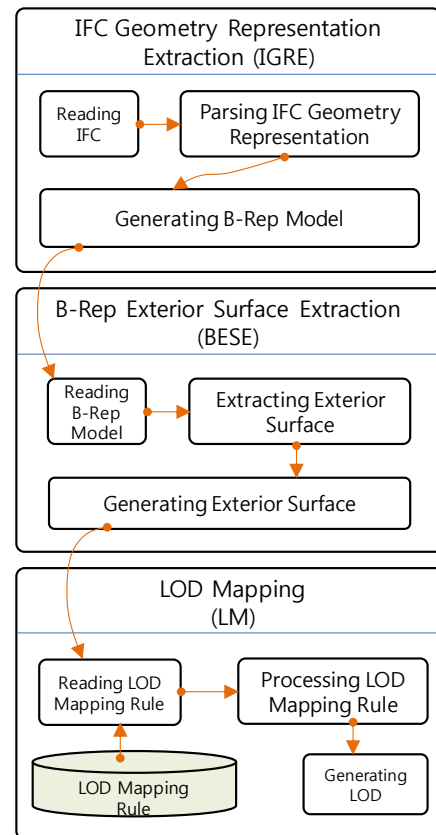 IFC Geometry Representation
Extraction (IGRE)
Reading
IFC
Parsing IFC Geometry
Representation
Generating B-Rep Model
B-Rep Exterior Surface Extraction
(BESE)
Reading
B-Rep
Model
Extracting Exterior
Surface
Generating Exterior Surface
LOD Mapping
(LM)
Reading LOD
Mapping Rule
Processing LOD
Mapping Rule
LOD Mapping
Rule
Generating
LOD